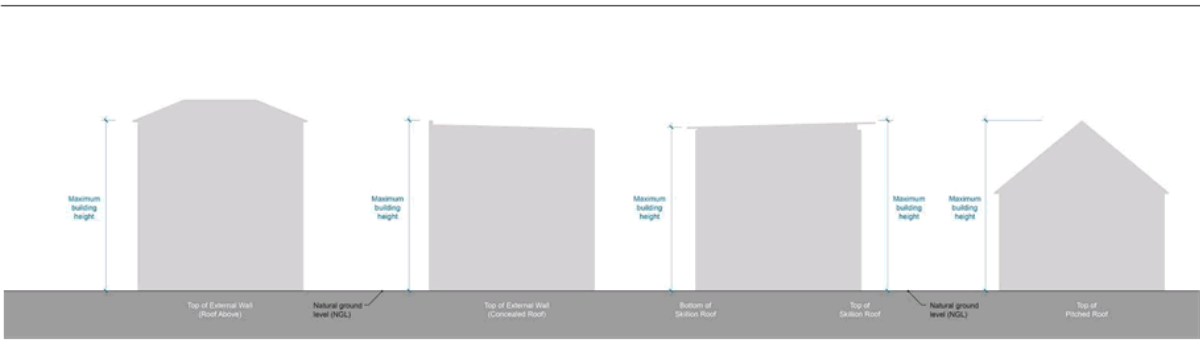 Maximum
building
height
Maximum
building
height
Maximum
building
height
Maximum
building
height
Maximum
building
height
Top of External Wall
(Roof Above)
Natural ground
level (NGL)
Top of External Wall
(Concealed Roof)
Bottom of
Skillion Roof
Top of
Skillion Roof
Natural ground
level (NGL)
Top of
Pitched Roof